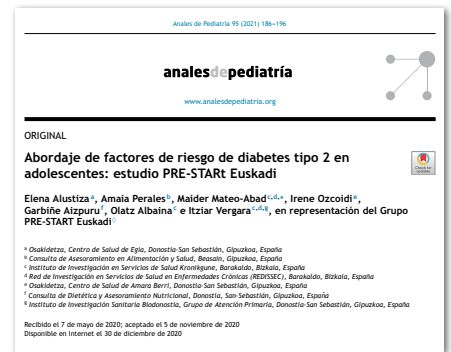 Anales de Pediatría 95 (2021) 186---196
analesdepediatría
www.analesdepediatria.org
ORIGINAL
Abordaje de factores de riesgo de diabetes tipo 2 en
adolescentes: estudio PRE-STARt Euskadi
Check for
updates
Elena Alustiza a, Amaia Perales b, Maider Mateo-Abad c,d,∗, Irene Ozcoidi e,
Garbiñe Aizpuru f, Olatz Albaina c e Itziar Vergara c,d,g, en representación del Grupo
PRE-START Euskadi◊
a Osakidetza, Centro de Salud de Egia, Donostia-San Sebastián, Gipuzkoa, España
b Consulta de Asesoramiento en Alimentación y Salud, Beasain, Gipuzkoa, España
c Instituto de Investigación en Servicios de Salud Kronikgune, Barakaldo, Bizkaia, España
d Red de Investigación en Servicios de Salud en Enfermedades Crónicas (REDISSEC), Barakaldo, Bizkaia, España
e Osakidetza, Centro de Salud de Amara Berri, Donostia-San Sebastián, Gipuzkoa, España
f Consulta de Dietética y Asesoramiento Nutricional, Donostia, San-Sebastián, Gipuzkoa, España
g Instituto de Investigación Sanitaria Biodonostia, Grupo de Atención Primaria, Donostia-San Sebastián, Gipuzkoa, España
Recibido el 7 de mayo de 2020; aceptado el 5 de noviembre de 2020
Disponible en Internet el 30 de diciembre de 2020